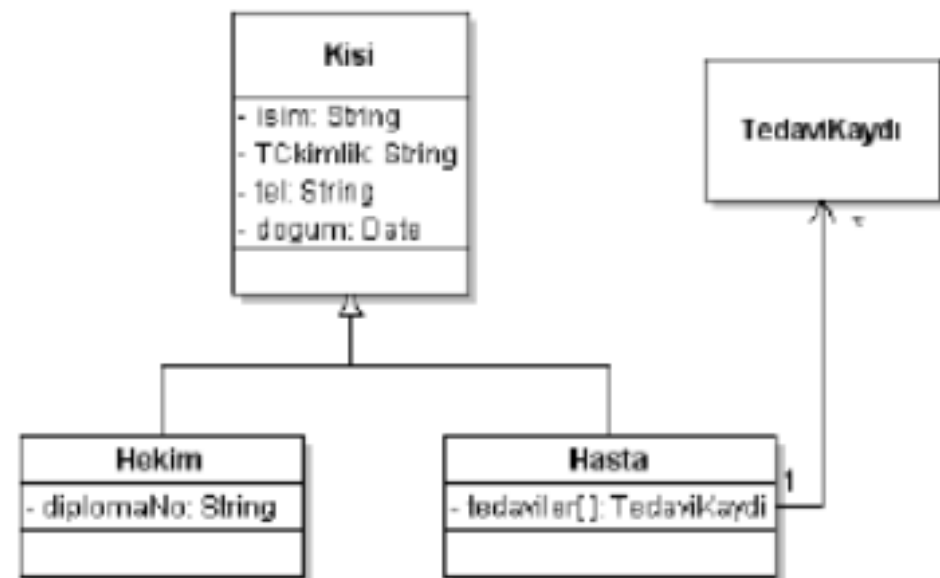 Kisi
- isim: String
- TCkimlik: String
- tel: String
- dogum: Date
TedaviKaydı
Hekim
- diplomaNo: String
Hasta
- tedaviler[]: TedaviKaydi
1